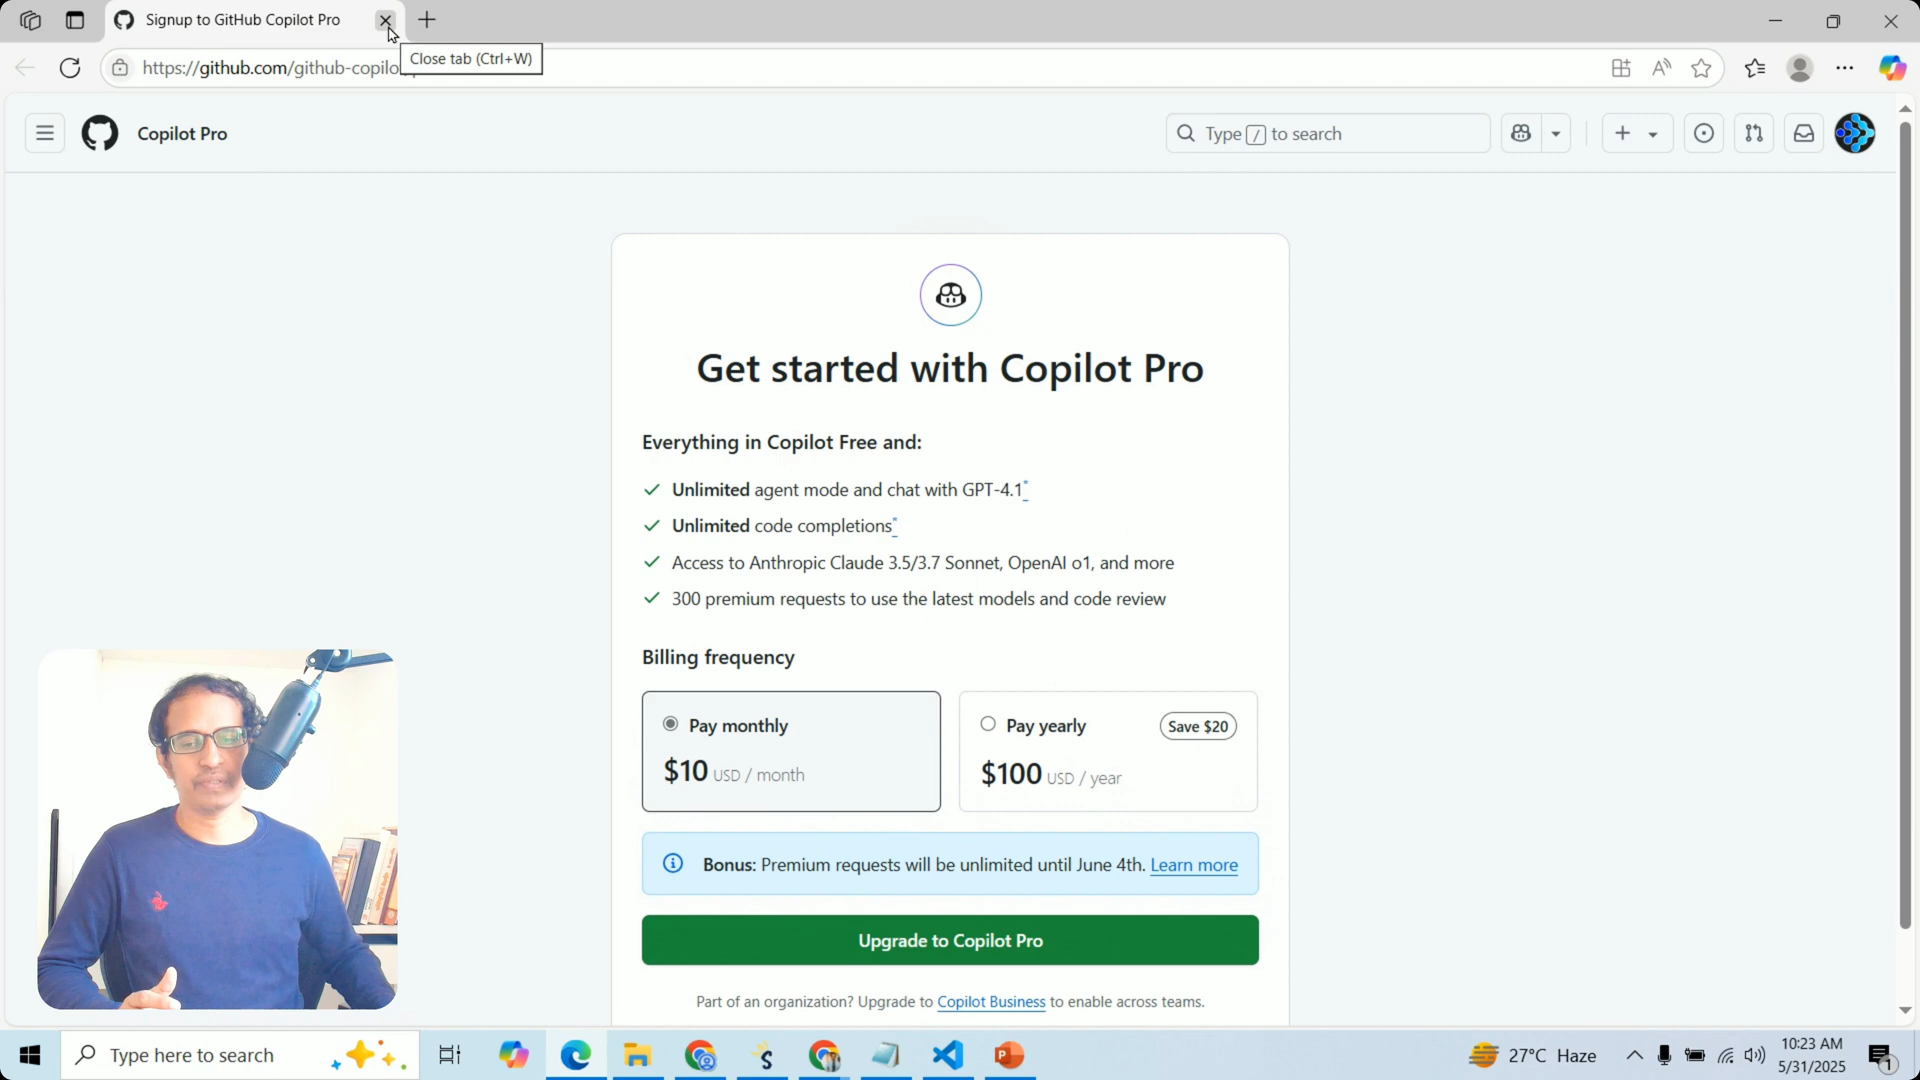 Signup to GitHub Copilot Pro
Close tab (Ctrl+W)
https://github.com/github-copilo
Copilot Pro
Type / to search
Get started with Copilot Pro
Everything in Copilot Free and:
Unlimited agent mode and chat with GPT-4.1*
Unlimited code completions*
Access to Anthropic Claude 3.5/3.7 Sonnet, OpenAI o1, and more
300 premium requests to use the latest models and code review
Billing frequency
Pay monthly
$10 USD / month
Pay yearly
Save $20
$100 USD / year
Bonus: Premium requests will be unlimited until June 4th. Learn more
Upgrade to Copilot Pro
Part of an organization? Upgrade to Copilot Business to enable across teams.
Type here to search
27°C Haze
10:23 AM
5/31/2025
1